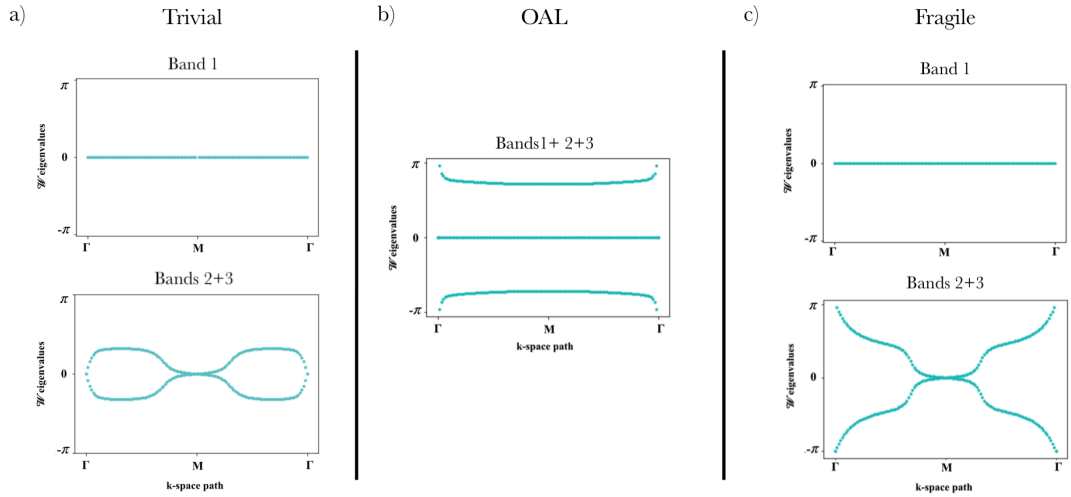 a) Trivial
Band 1
π
0
-π
𝒲 eigenvalues
Γ M Γ
Bands 2+3
π
0
-π
𝒲 eigenvalues
Γ M Γ
k-space path
b) OAL
Bands1+ 2+3
π
0
-π
𝒲 eigenvalues
Γ M Γ
k-space path
c) Fragile
Band 1
π
0
-π
𝒲 eigenvalues
Γ M Γ
Bands 2+3
π
0
-π
𝒲 eigenvalues
Γ M Γ
k-space path